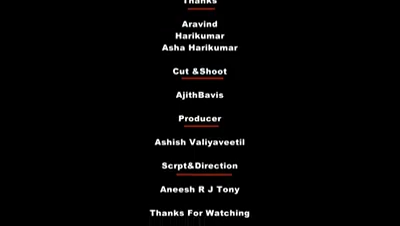 Thanks
Aravind
Harikumar
Asha Harikumar
Cut &Shoot
AjithBavis
Producer
Ashish Valiyaveetil
Scrpt&Direction
Aneesh R J Tony
Thanks For Watching